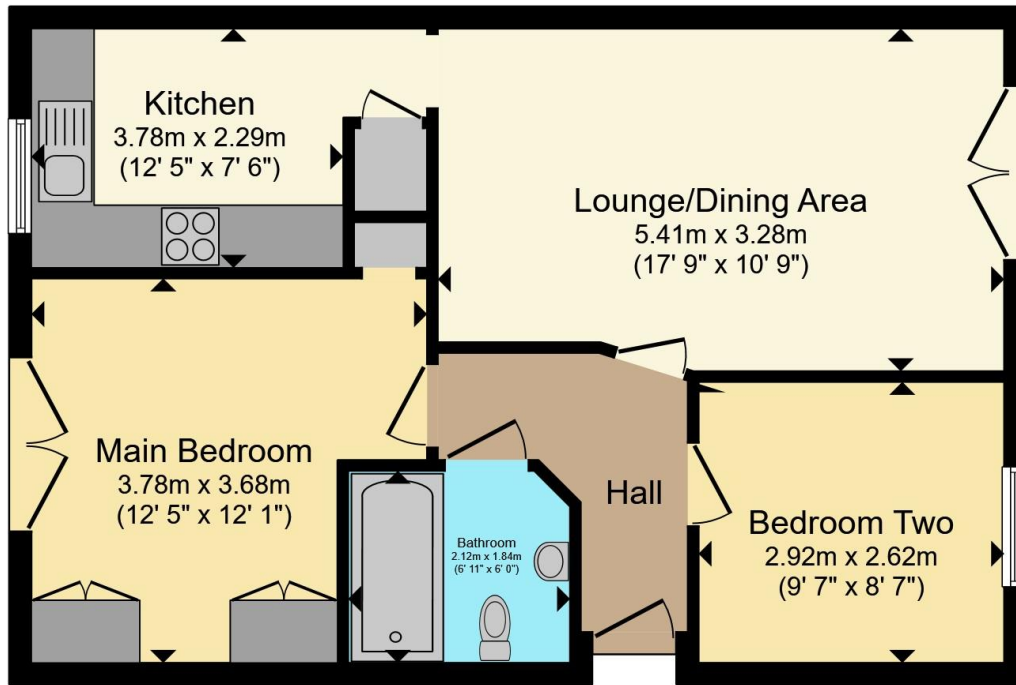 Kitchen
3.78m x 2.29m
(12' 5" x 7' 6")
Lounge/Dining Area
5.41m x 3.28m
(17' 9" x 10' 9")
Main Bedroom
3.78m x 3.68m
(12' 5" x 12' 1")
Bathroom
2.12m x 1.84m
(6' 11" x 6' 0")
Hall
Bedroom Two
2.92m x 2.62m
(9' 7" x 8' 7")